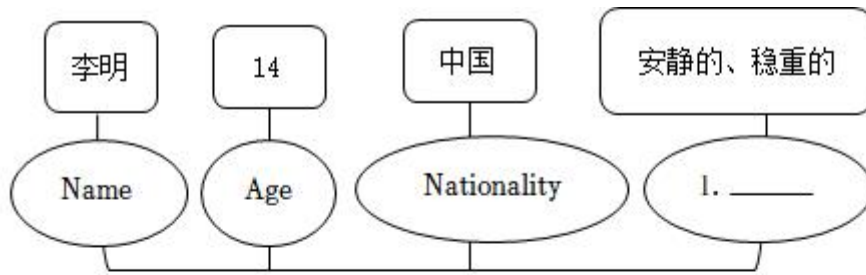 李明 14 中国 安静的、稳重的
Name Age Nationality 1. ______